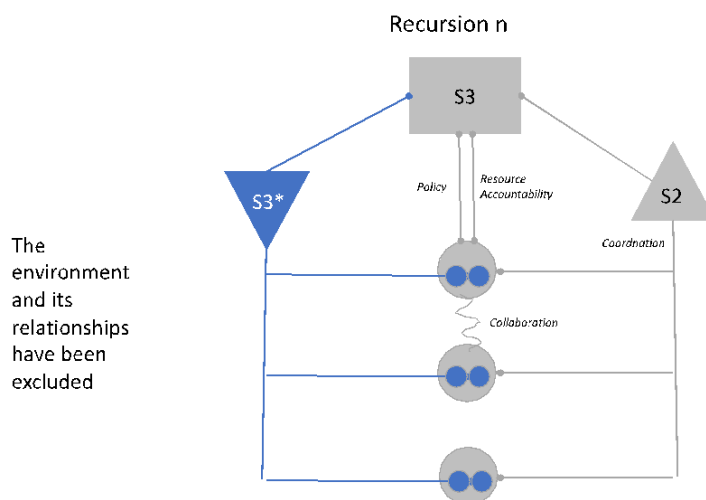 Recursion n
S3
Policy
Resource
Accountability
S3*
S2
Coordnation
The
environment
and its
relationships
have been
excluded
Collaboration